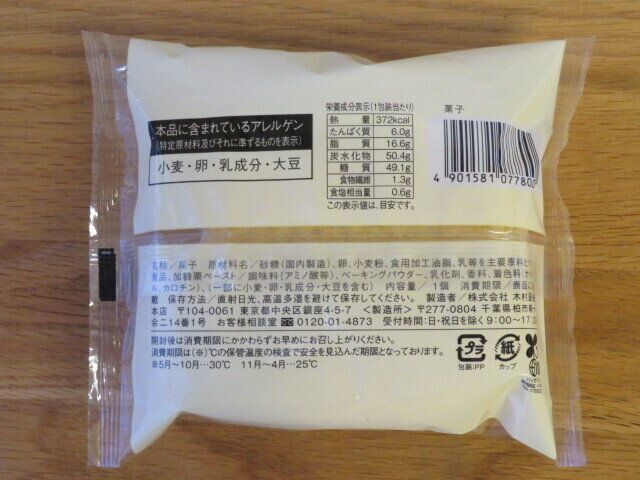 本品に含まれているアレルゲン
(特定原材料及びそれに準ずるものを表示)
小麦・卵・乳成分・大豆
栄養成分表示(1包装当たり)
熱量 372kcal
たんぱく質 6.0g
脂質 16.6g
炭水化物 50.4g
糖質 49.1g
食物繊維 1.3g
食塩相当量 0.6g
この表示値は、目安です。
菓子
4 901581 07780
名称/菓子 原材料名/砂糖(国内製造)、卵、小麦粉、食用加工油脂、乳等を主要原料と
食品、加糖栗ペースト/調味料(アミノ酸等)、ベーキングパウダー、乳化剤、香料、着色料(
ル、カロチン)、(一部に小麦・卵・乳成分・大豆を含む) 内容量/1個 消費期限/表面に
載 保存方法/直射日光、高温多湿を避けて保存してください。 製造者/株式会社 木村屋
本店 〒104-0061 東京都中央区銀座4-5-7 <製造所>〒277-0804 千葉県柏市新
余二14番1号 お客様相談室 0120-01-4873 受付時間:日・祝日を除く9:00〜17:
開封後は消費期限にかかわらずお早めにお召し上がりください。
消費期限は(※)℃の保管温度の検査で安全を見込んだ期限となっております。
※5月〜10月…30℃ 11月〜4月…25℃
プラ
包装:PP
紙
カップ